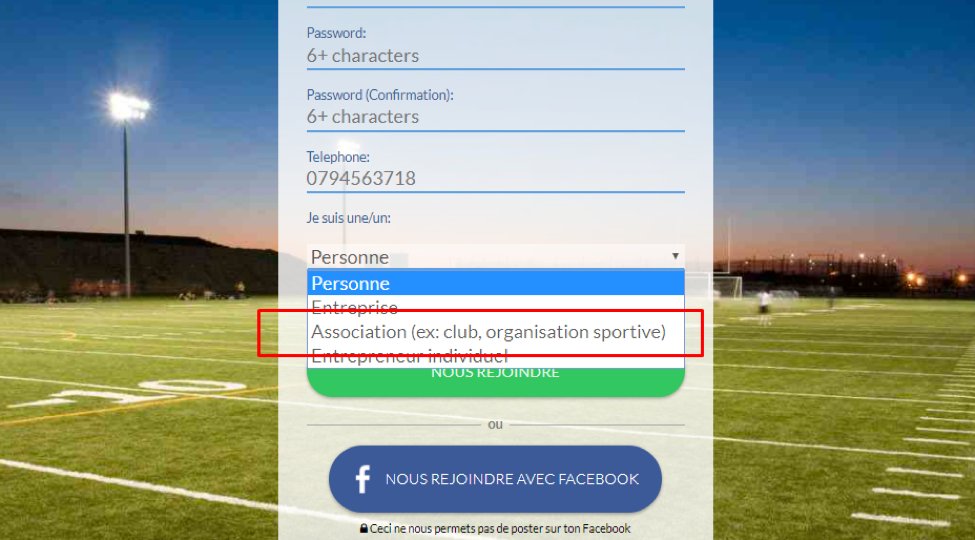 Password:
6+ characters
Password (Confirmation):
6+ characters
Telephone:
0794563718
Je suis une/un:
Personne
Personne
Entreprise
Association (ex: club, organisation sportive)
Entrepreneur individuel
NOUS REJOINDRE
ou
f NOUS REJOINDRE AVEC FACEBOOK
Ceci ne nous permets pas de poster sur ton Facebook